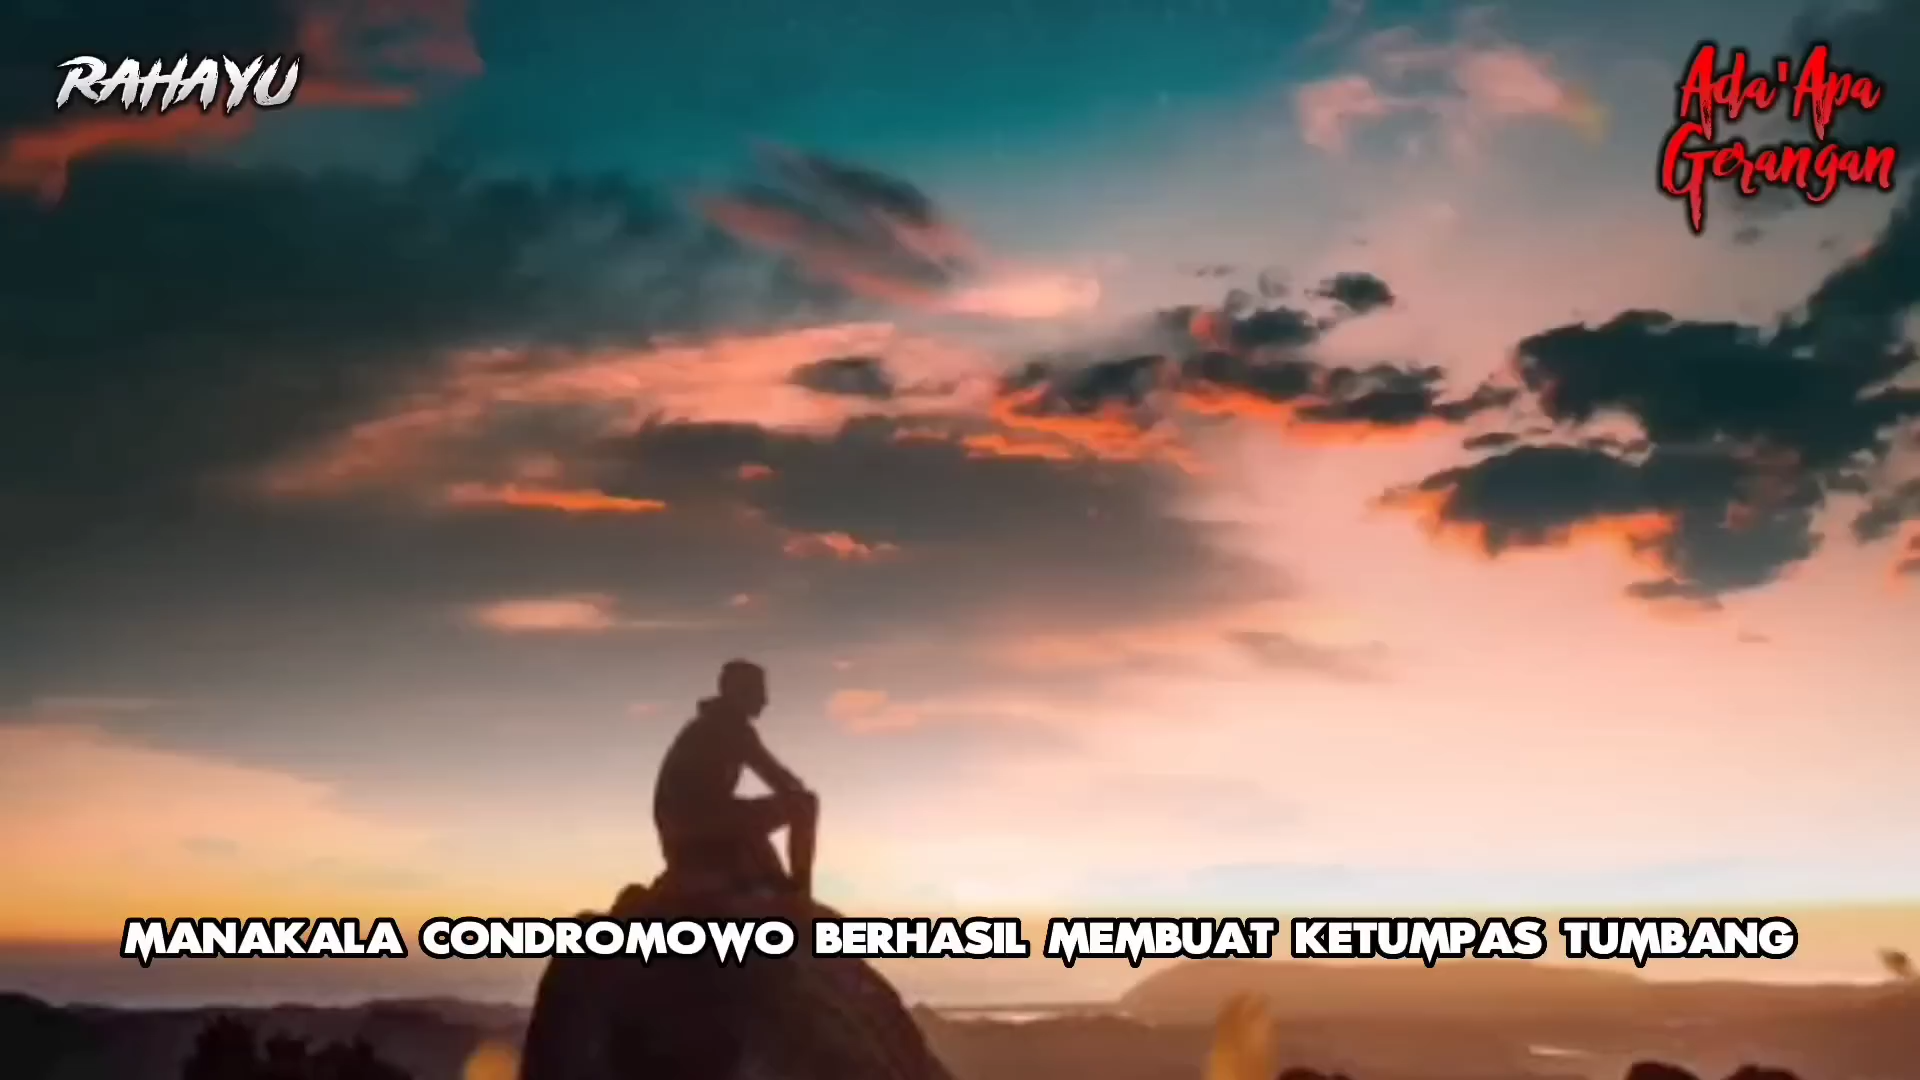 RAHAYU
Ada'Apa
Gerangan
MANAKALA CONDROMOWO BERHASIL MEMBUAT KETUMPAS TUMBANG